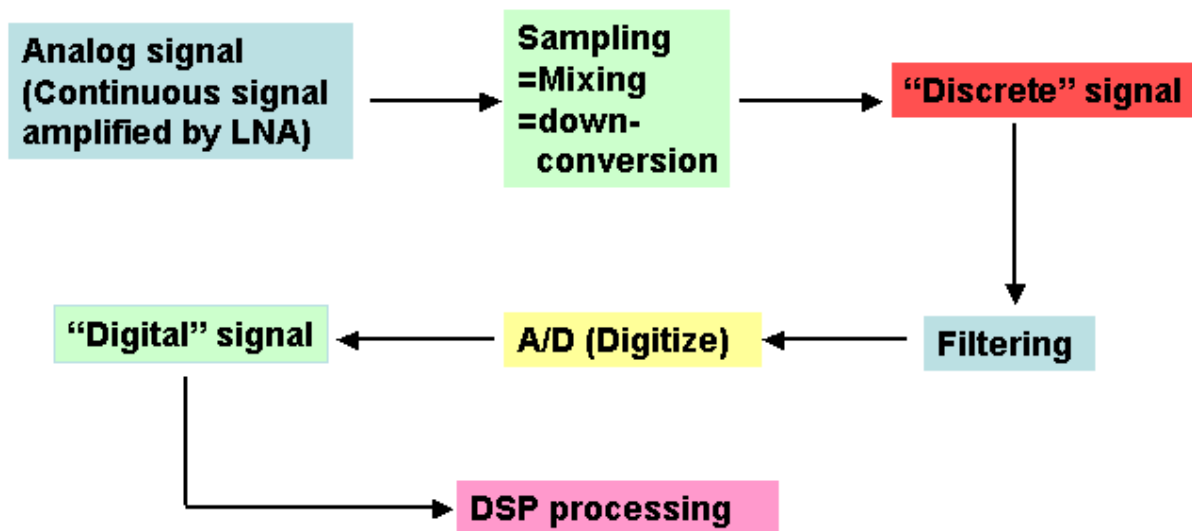 Analog signal
(Continuous signal
amplified by LNA)
Sampling
=Mixing
=down-
conversion
“Discrete” signal
Filtering
A/D (Digitize)
“Digital” signal
DSP processing